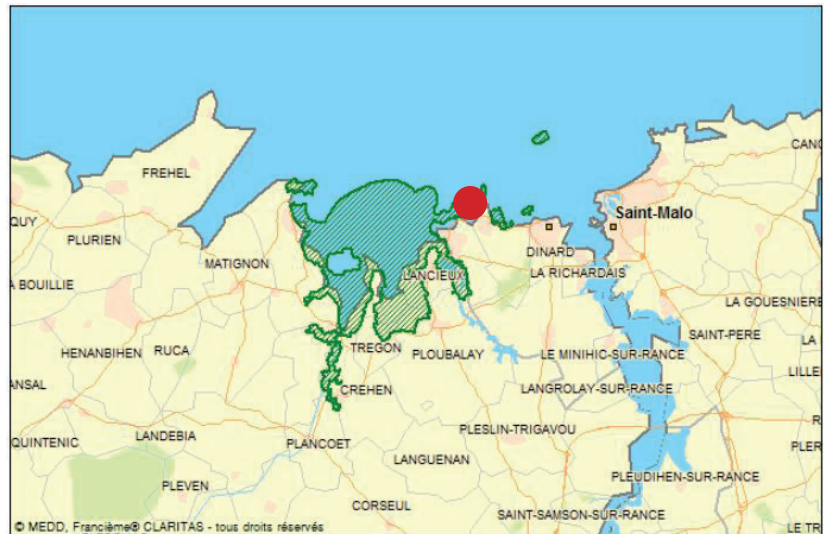 CANC
FREHEL
Saint-Malo
QUY
PLURIEN
DINARD
MATIGNON
LANCIEUX
LA RICHARDAIS
A BOUILLE
LA GOUESNIERE
SAINT-PERE
HENANBIHEN
RUCA
TREGON
PLOUBALAY
LE MINIHIC-SUR-RANCE
LA
LILLE
ANSAL
CREHEN
LANGROLAY-SUR-RANCE
R
QUINTENIC
LANDEBIA
PLANCOET
PLESLIN-TRIGAVOU
PLER
LANGUENAN
PLEUDIHEN-SUR-RANCE
PLEVEN
CORSEUL
SAINT-SAMSON-SUR-RANCE
© MEDD, Francième® CLARITAS - tous droits réservés
LE TR